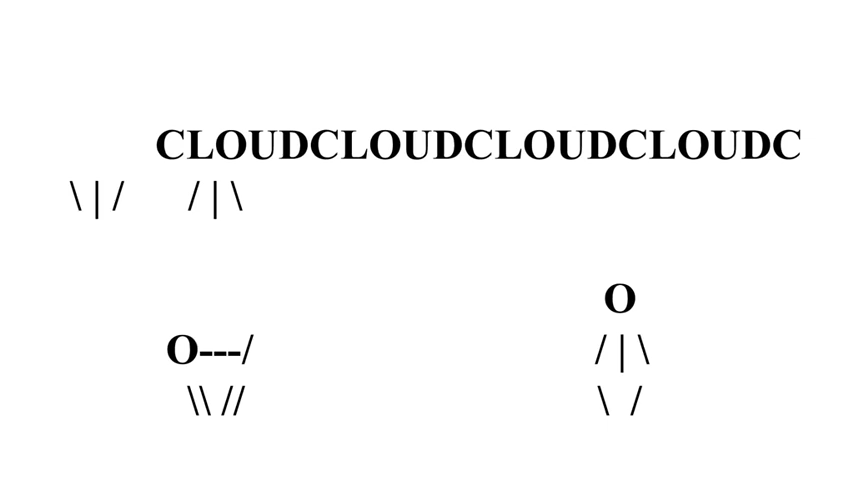 CLOUDCLOUDCLOUDCLOUDC
\ | / / | \
O
O---/ / | \
\\ // \ /